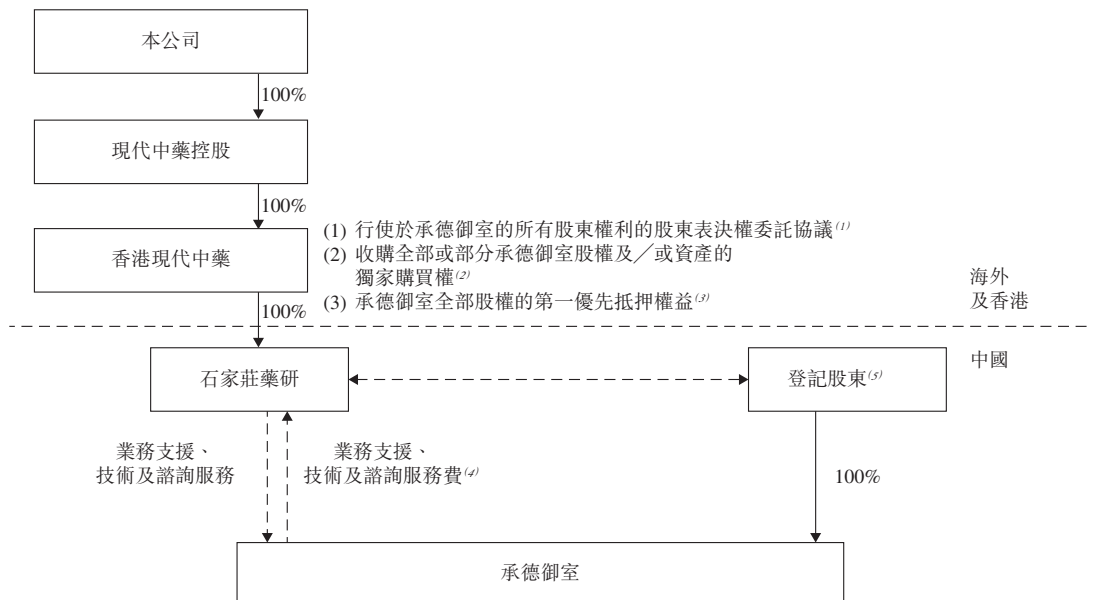 本公司
100%
現代中藥控股
100%
香港現代中藥
(1) 行使於承德御室的所有股東權利的股東表決權委託協議(1)
(2) 收購全部或部分承德御室股權及／或資產的
獨家購買權(2)
(3) 承德御室全部股權的第一優先抵押權益(3)
海外
及香港
100%
中國
石家莊藥研
登記股東(5)
業務支援、
技術及諮詢服務
業務支援、
技術及諮詢服務費(4)
100%
承德御室